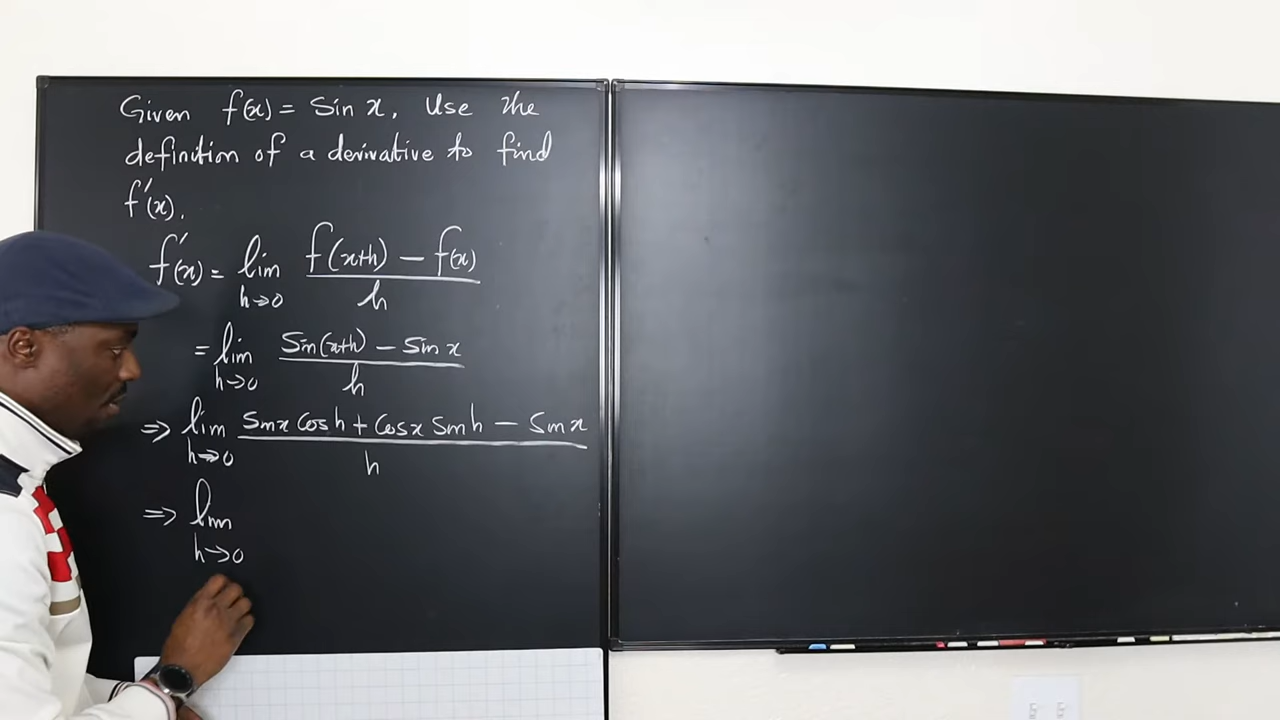 Given f(x) = Sin x. Use the
definition of a derivative to find
f'(x).
f'(x) = lim h→0 f(x+h) − f(x) / h
= lim h→0 Sin(x+h) − Sin x / h
⇒ lim h→0 Sin x Cos h + Cos x Sin h − Sin x / h
⇒ lim h→0